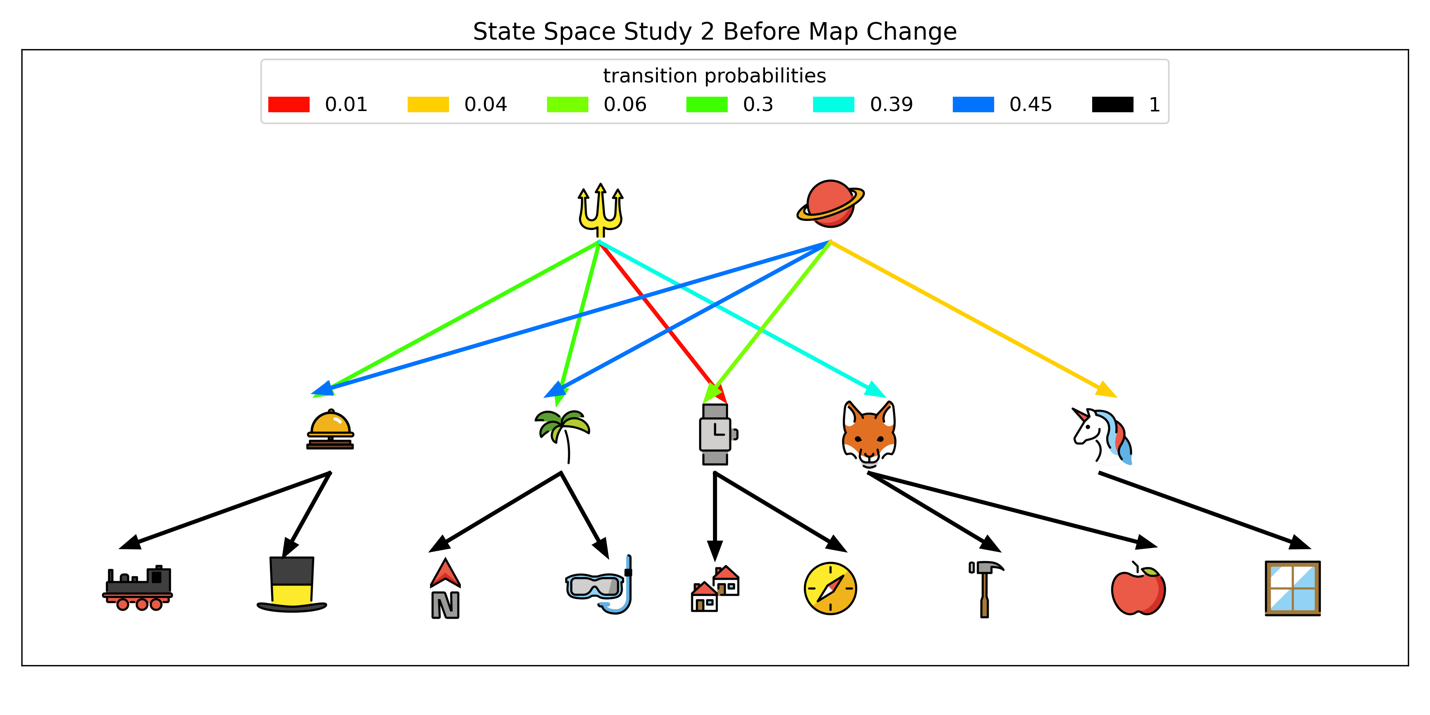 State Space Study 2 Before Map Change
transition probabilities
0.01 0.04 0.06 0.3 0.39 0.45 1
N